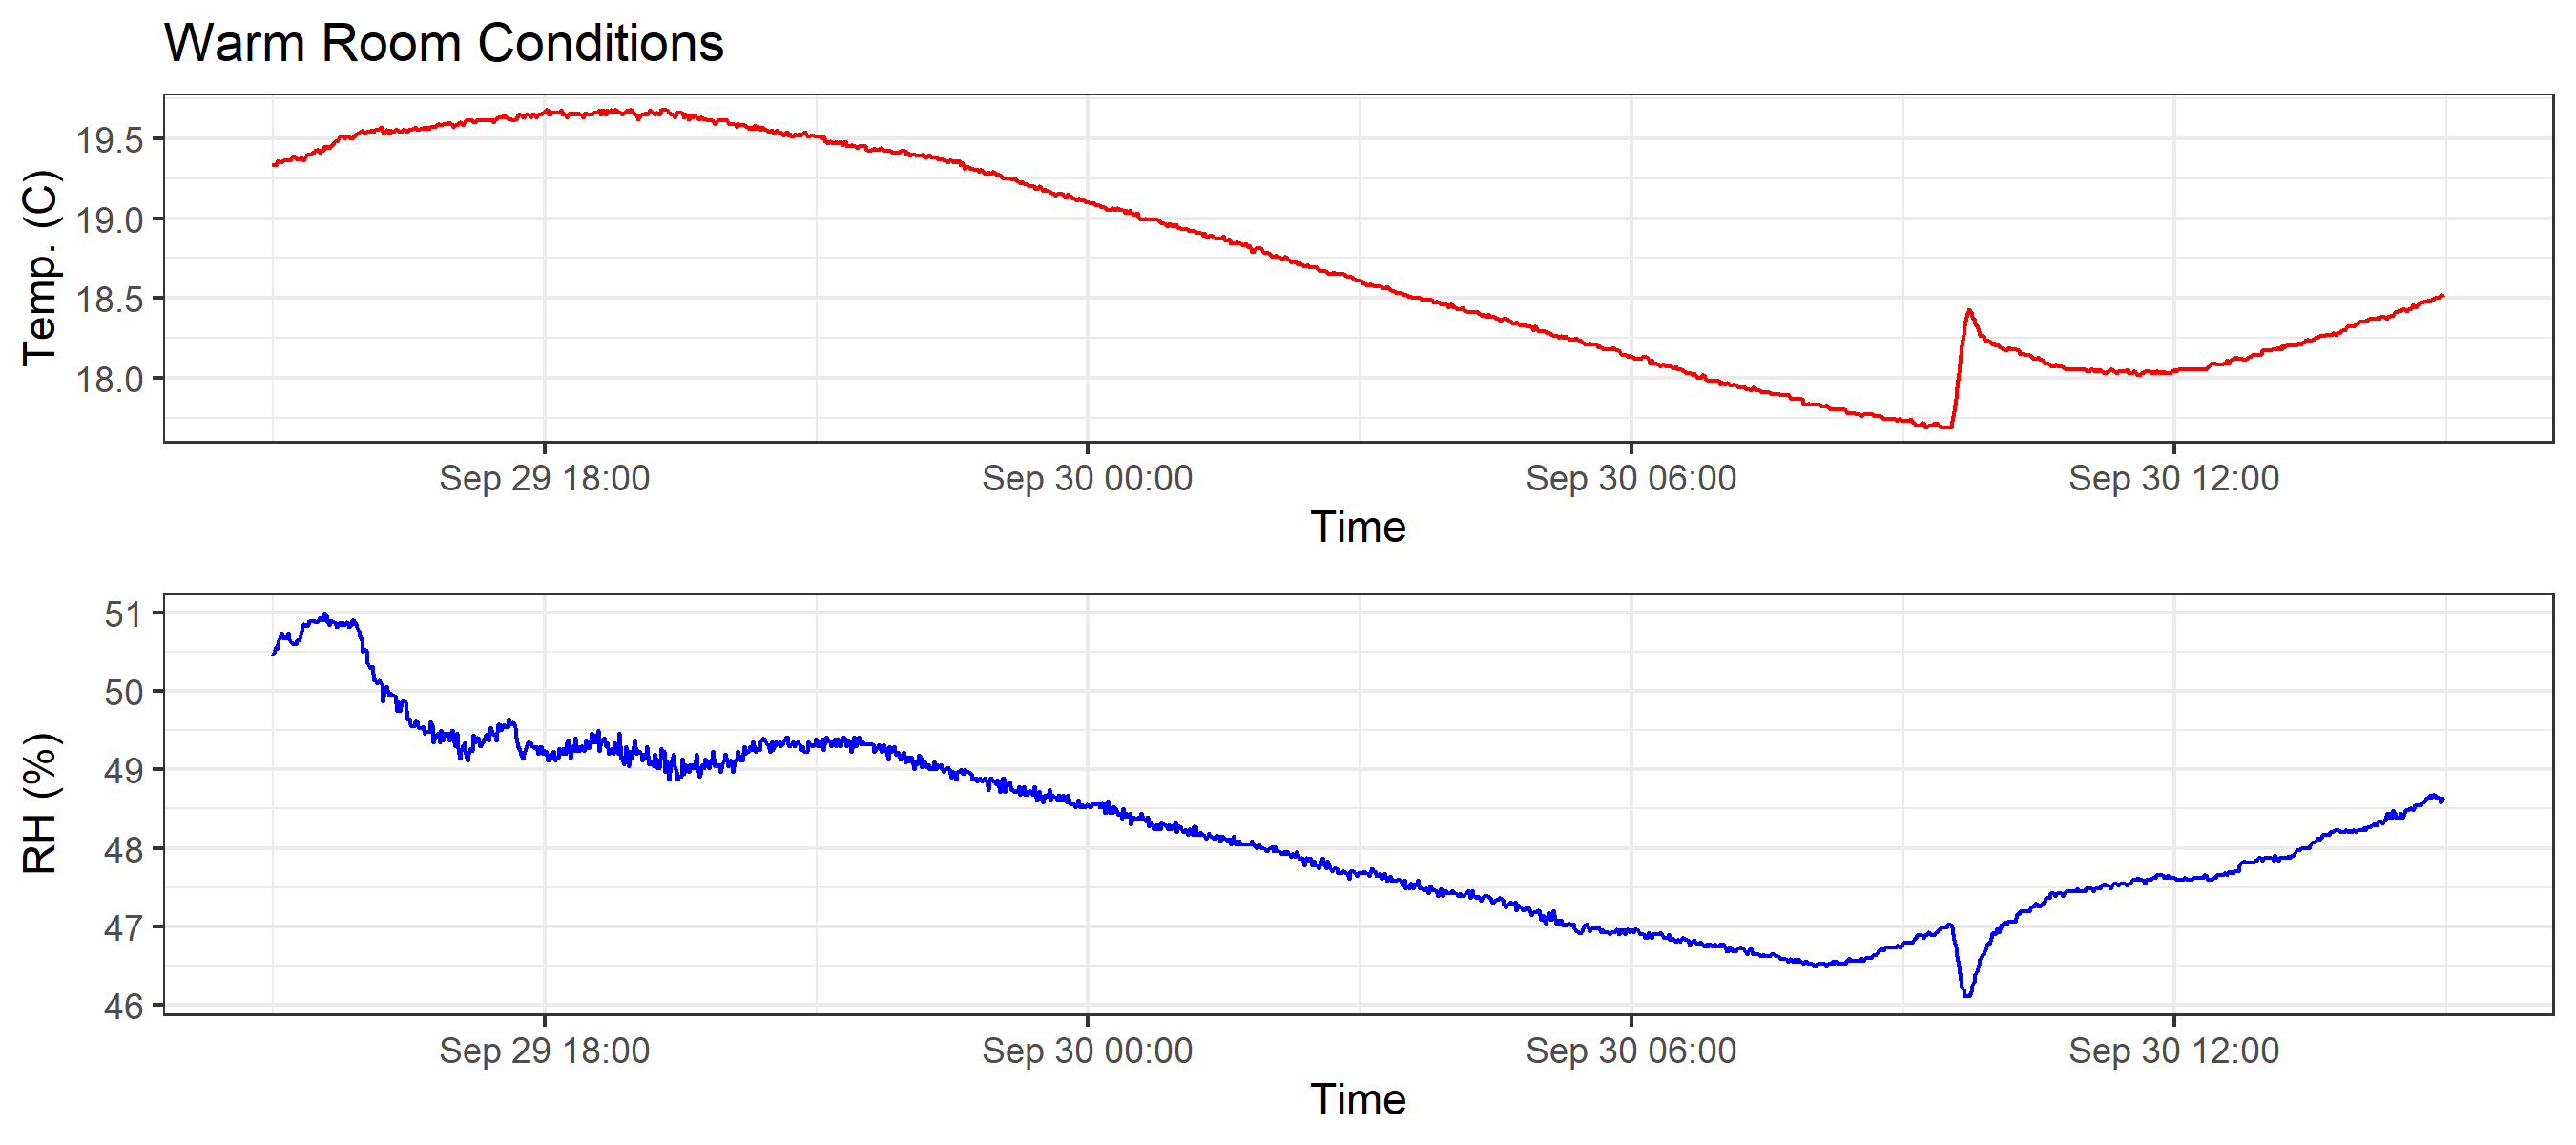 Warm Room Conditions
Temp. (C)
19.5
19.0
18.5
18.0
Sep 29 18:00 Sep 30 00:00 Sep 30 06:00 Sep 30 12:00
Time
RH (%)
51
50
49
48
47
46
Sep 29 18:00 Sep 30 00:00 Sep 30 06:00 Sep 30 12:00
Time